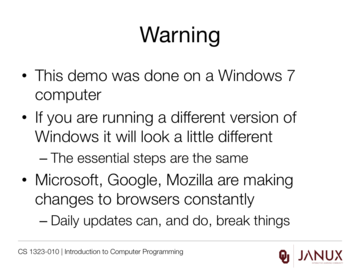 Warning
• This demo was done on a Windows 7
computer
• If you are running a different version of
Windows it will look a little different
– The essential steps are the same
• Microsoft, Google, Mozilla are making
changes to browsers constantly
– Daily updates can, and do, break things
CS 1323-010 | Introduction to Computer Programming
JANUX